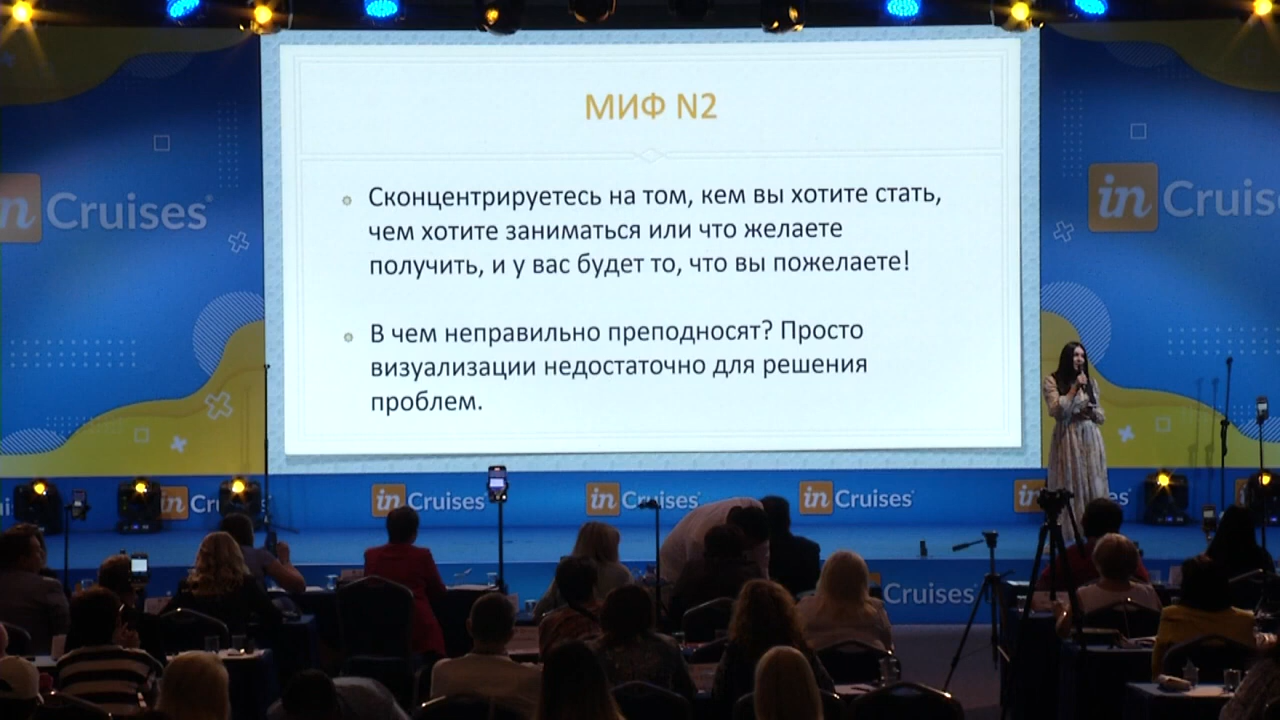 МИФ N2
Сконцентрируетесь на том, кем вы хотите стать,
чем хотите заниматься или что желаете
получить, и у вас будет то, что вы пожелаете!
В чем неправильно преподносят? Просто
визуализации недостаточно для решения
проблем.
in Cruises®
in Cruises
in Cruises
in Cruises
in Cruises
in
Cruises